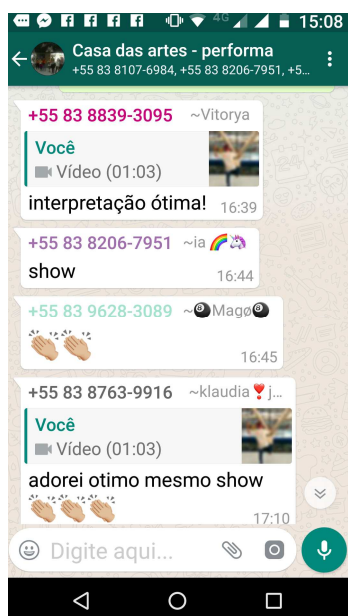 4G 15:08
Casa das artes - performa
+55 83 8107-6984, +55 83 8206-7951, +5...
+55 83 8839-3095 ~Vitorya
Você
Vídeo (01:03)
interpretação ótima! 16:39
+55 83 8206-7951 ~ia 🌈🦄
show 16:44
+55 83 9628-3089 ~🎱Magø🎱
👏🏼👏🏼
16:45
+55 83 8763-9916 ~klaudia ❣️j...
Você
Vídeo (01:03)
adorei otimo mesmo show
👏🏼👏🏼👏🏼 17:10
Digite aqui...